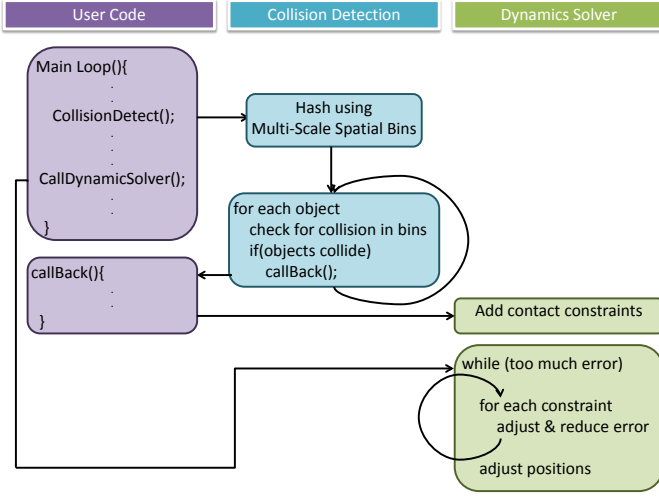 User Code
Collision Detection
Dynamics Solver
Main Loop(){
.
.
CollisionDetect();
.
.
.
CallDynamicSolver();
.
.
}
Hash using
Multi-Scale Spatial Bins
for each object
check for collision in bins
if(objects collide)
callBack();
callBack(){
.
.
}
Add contact constraints
while (too much error)
for each constraint
adjust & reduce error
adjust positions